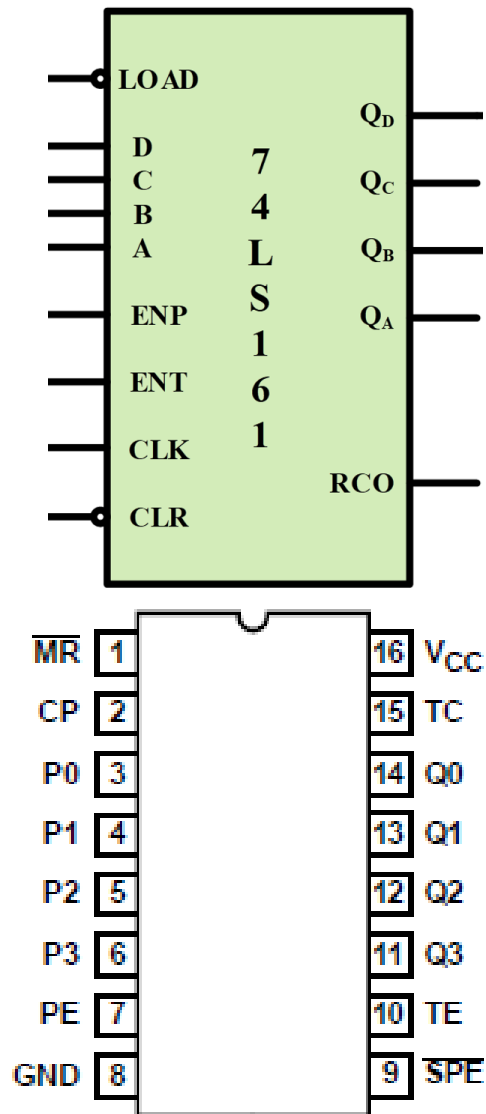 LOAD
D
C
B
A
ENP
ENT
CLK
CLR
7
4
L
S
1
6
1
QD
QC
QB
QA
RCO
MR 1
CP 2
P0 3
P1 4
P2 5
P3 6
PE 7
GND 8
16 VCC
15 TC
14 Q0
13 Q1
12 Q2
11 Q3
10 TE
9 SPE